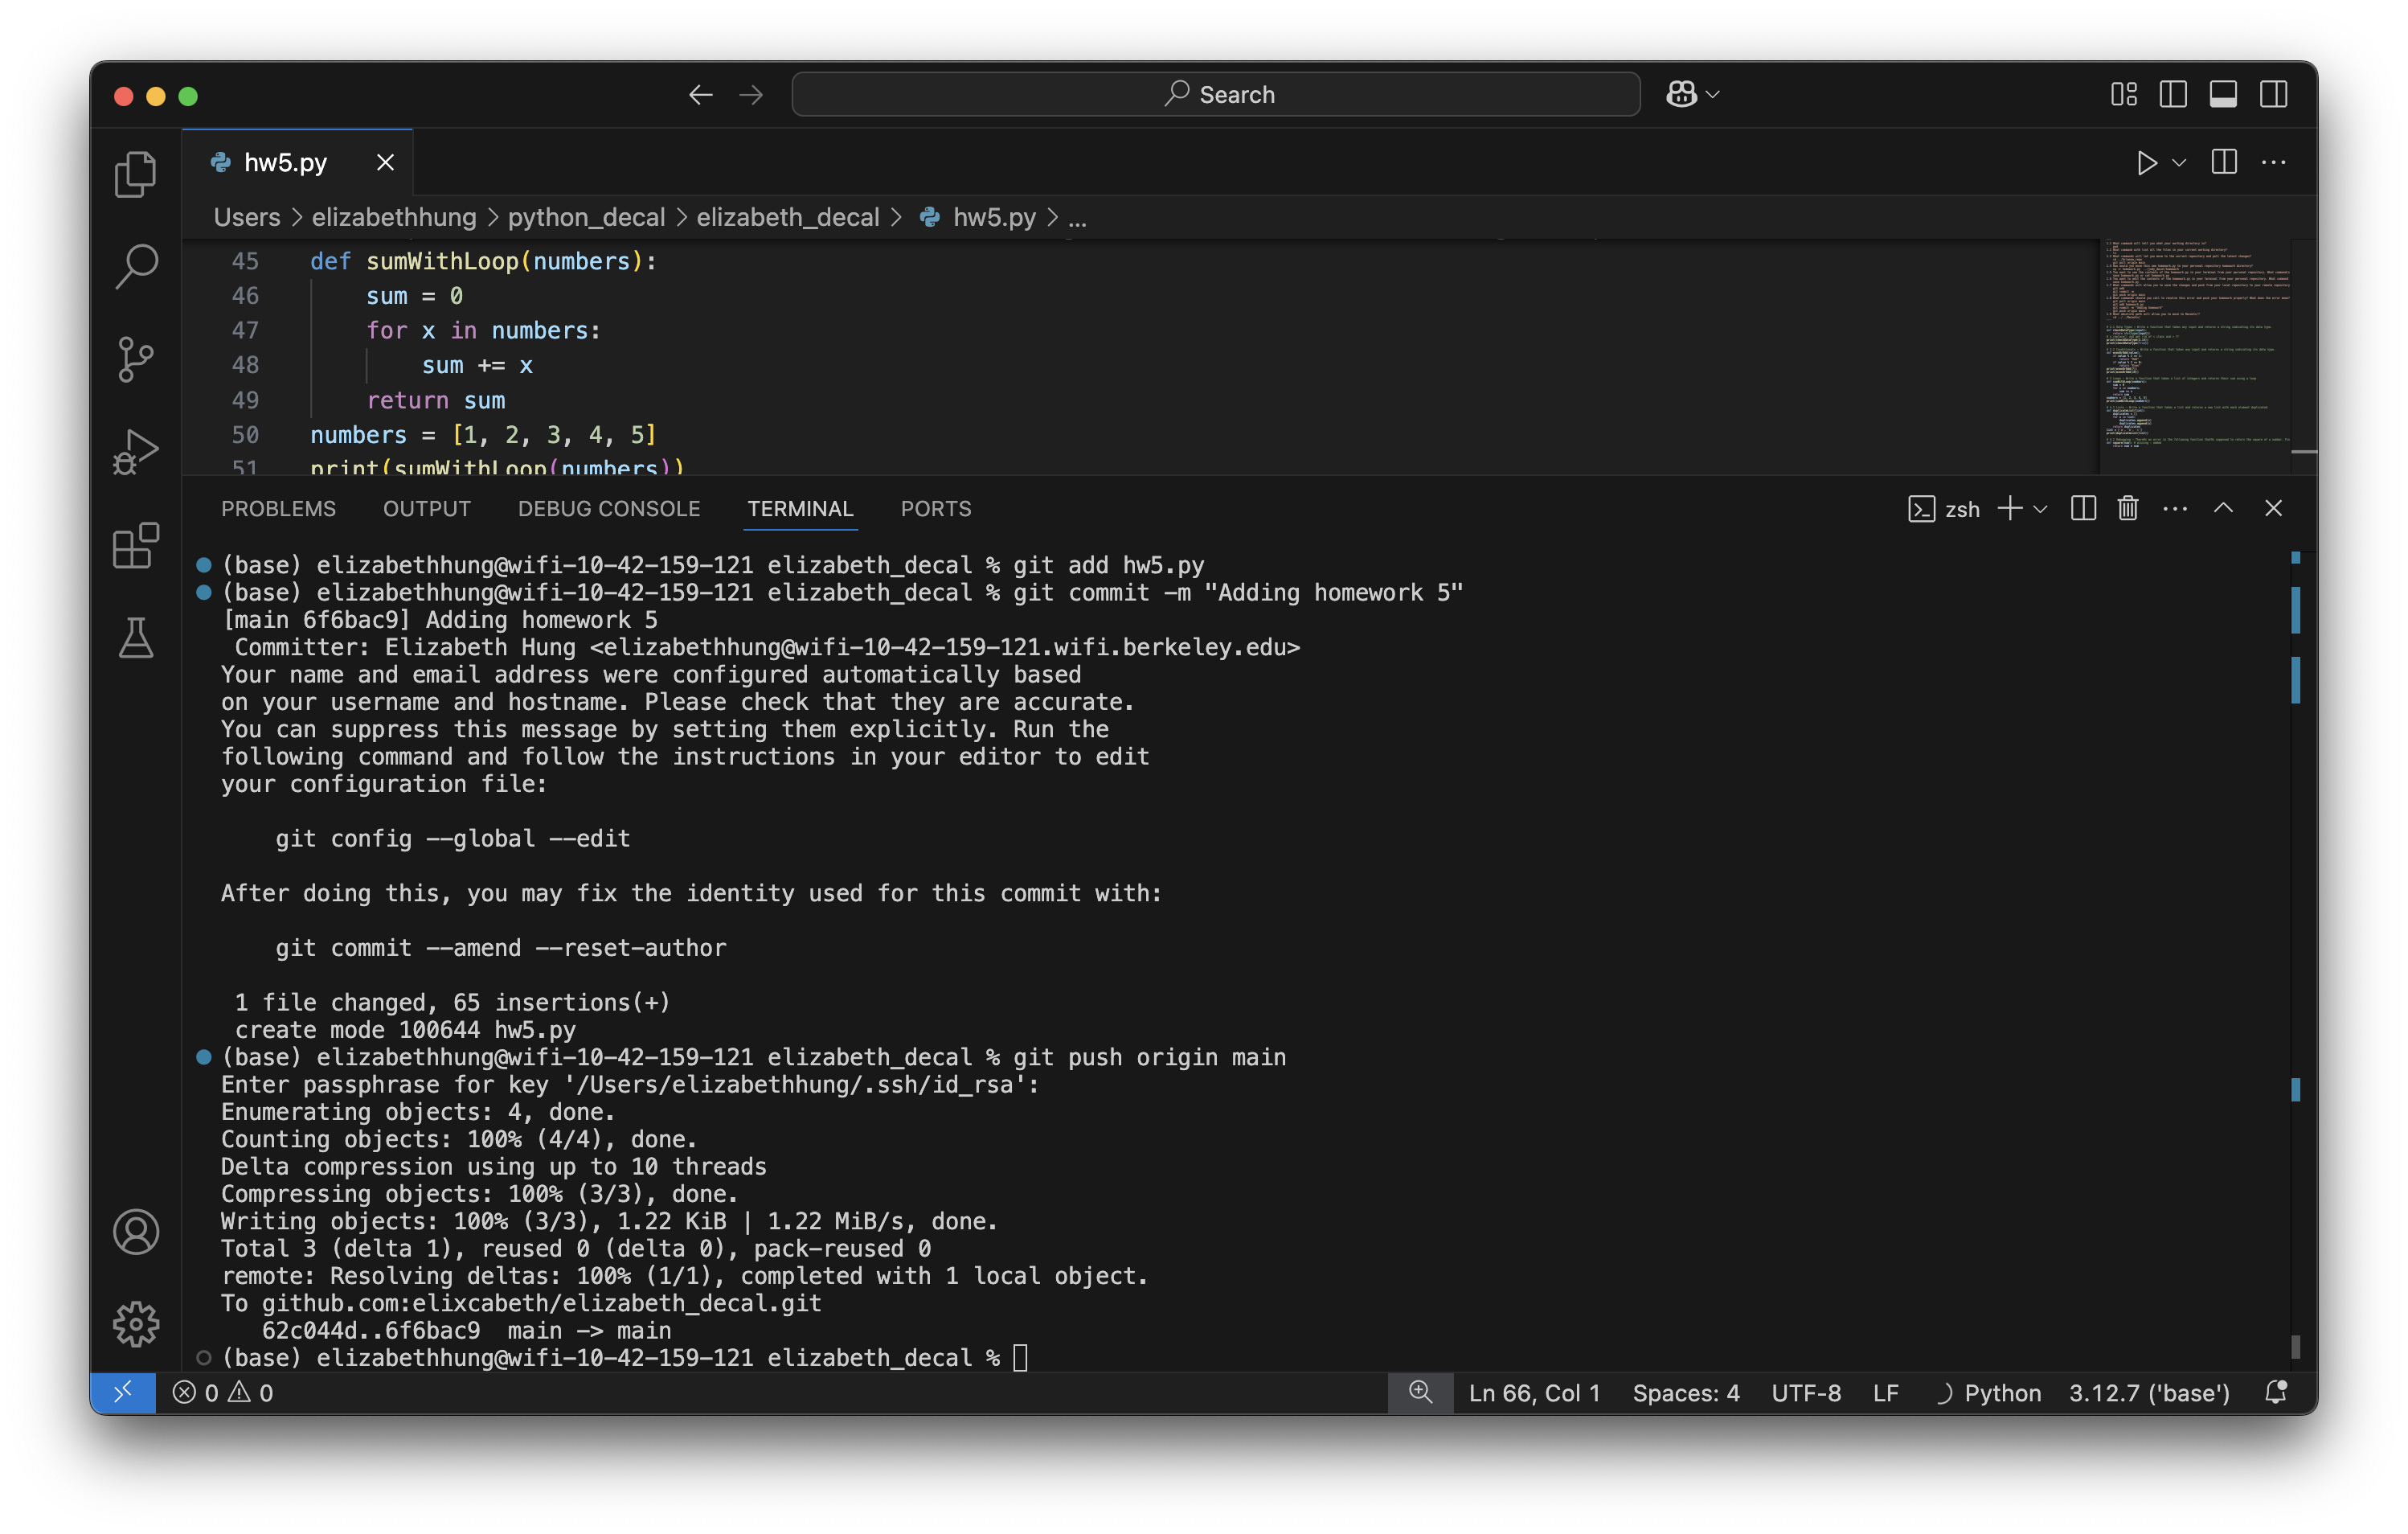 Search
hw5.py
Users > elizabethhung > python_decal > elizabeth_decal > hw5.py > ...
45 def sumWithLoop(numbers):
46 sum = 0
47 for x in numbers:
48 sum += x
49 return sum
50 numbers = [1, 2, 3, 4, 5]
51 print(sumWithLoop(numbers))
PROBLEMS OUTPUT DEBUG CONSOLE TERMINAL PORTS zsh
(base) elizabethhung@wifi-10-42-159-121 elizabeth_decal % git add hw5.py
(base) elizabethhung@wifi-10-42-159-121 elizabeth_decal % git commit -m "Adding homework 5"
[main 6f6bac9] Adding homework 5
Committer: Elizabeth Hung <elizabethhung@wifi-10-42-159-121.wifi.berkeley.edu>
Your name and email address were configured automatically based
on your username and hostname. Please check that they are accurate.
You can suppress this message by setting them explicitly. Run the
following command and follow the instructions in your editor to edit
your configuration file:
git config --global --edit
After doing this, you may fix the identity used for this commit with:
git commit --amend --reset-author
1 file changed, 65 insertions(+)
create mode 100644 hw5.py
(base) elizabethhung@wifi-10-42-159-121 elizabeth_decal % git push origin main
Enter passphrase for key '/Users/elizabethhung/.ssh/id_rsa':
Enumerating objects: 4, done.
Counting objects: 100% (4/4), done.
Delta compression using up to 10 threads
Compressing objects: 100% (3/3), done.
Writing objects: 100% (3/3), 1.22 KiB | 1.22 MiB/s, done.
Total 3 (delta 1), reused 0 (delta 0), pack-reused 0
remote: Resolving deltas: 100% (1/1), completed with 1 local object.
To github.com:elixcabeth/elizabeth_decal.git
62c044d..6f6bac9 main -> main
(base) elizabethhung@wifi-10-42-159-121 elizabeth_decal %
0 0 Ln 66, Col 1 Spaces: 4 UTF-8 LF Python 3.12.7 ('base')